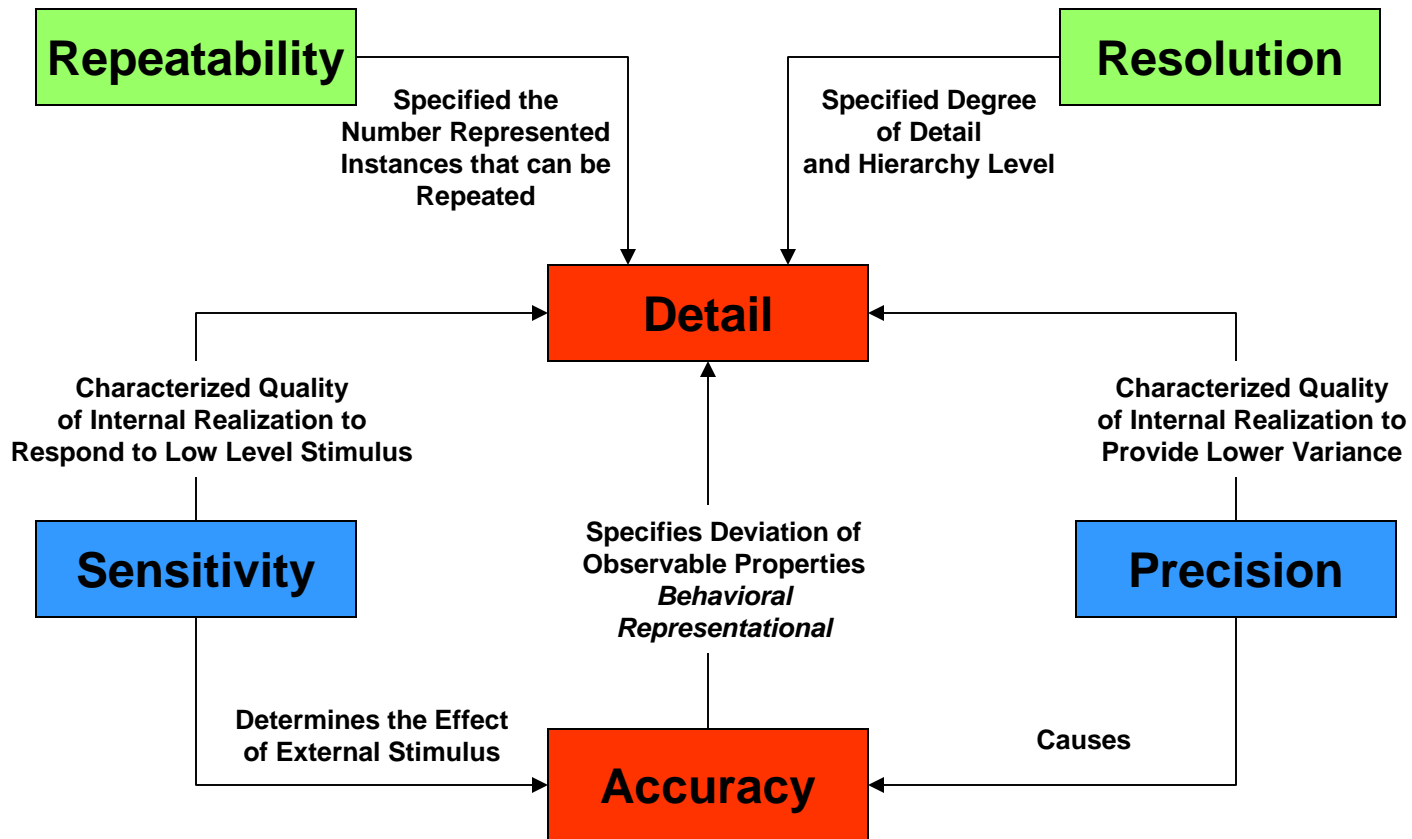 Repeatability
Resolution
Specified the
Number Represented
Instances that can be
Repeated
Specified Degree
of Detail
and Hierarchy Level
Detail
Characterized Quality
of Internal Realization to
Respond to Low Level Stimulus
Characterized Quality
of Internal Realization to
Provide Lower Variance
Sensitivity
Specifies Deviation of
Observable Properties
Behavioral
Representational
Precision
Determines the Effect
of External Stimulus
Causes
Accuracy